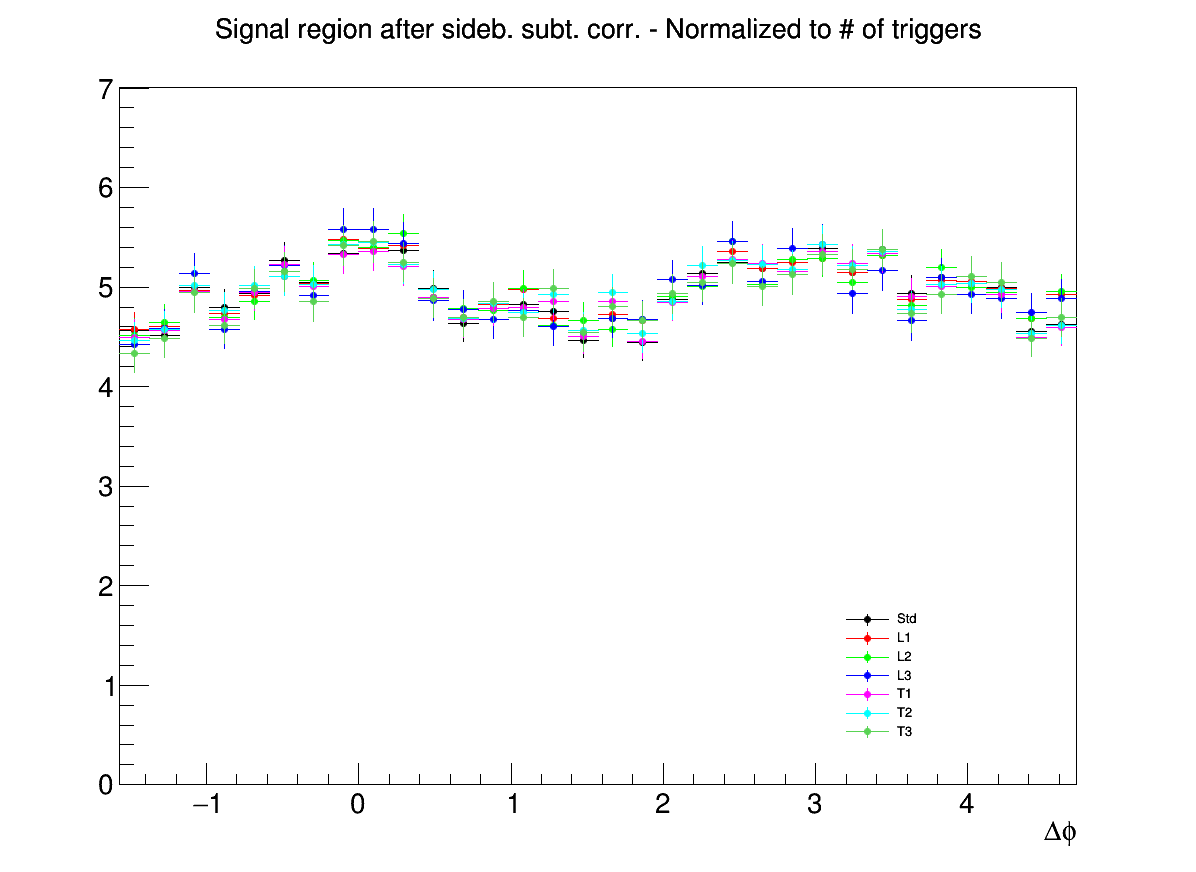 Signal region after sideb. subt. corr. - Normalized to # of triggers
7
6
5
4
3
2
1
0
−1 0 1 2 3 4
Δϕ
Std
L1
L2
L3
T1
T2
T3